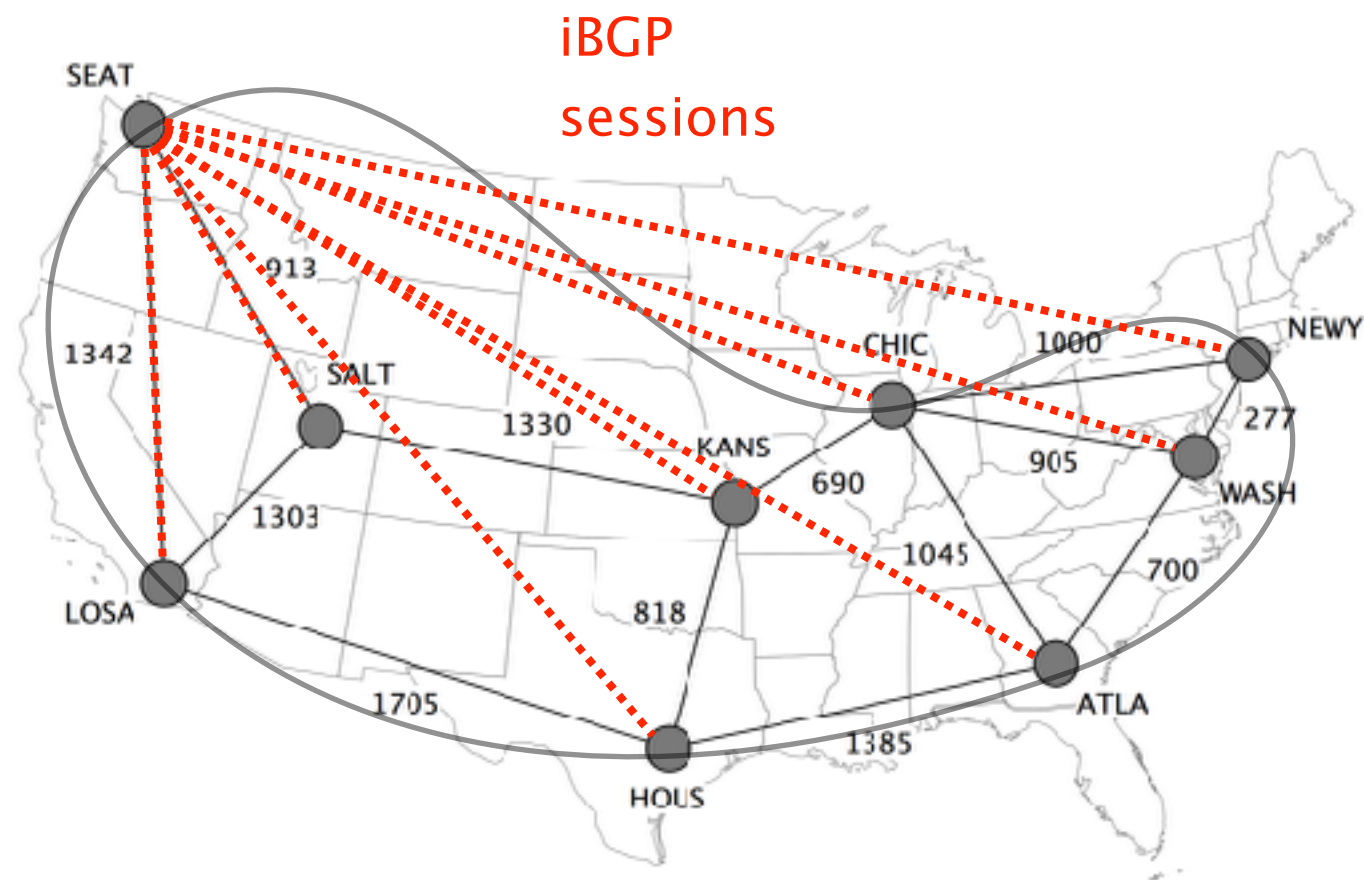 iBGP
sessions
SEAT
913
1342
SALT
CHIC
1000
NEWY
1330
KANS
277
690
905
WASH
1303
1045
700
LOSA
818
1705
ATLA
1385
HOUS